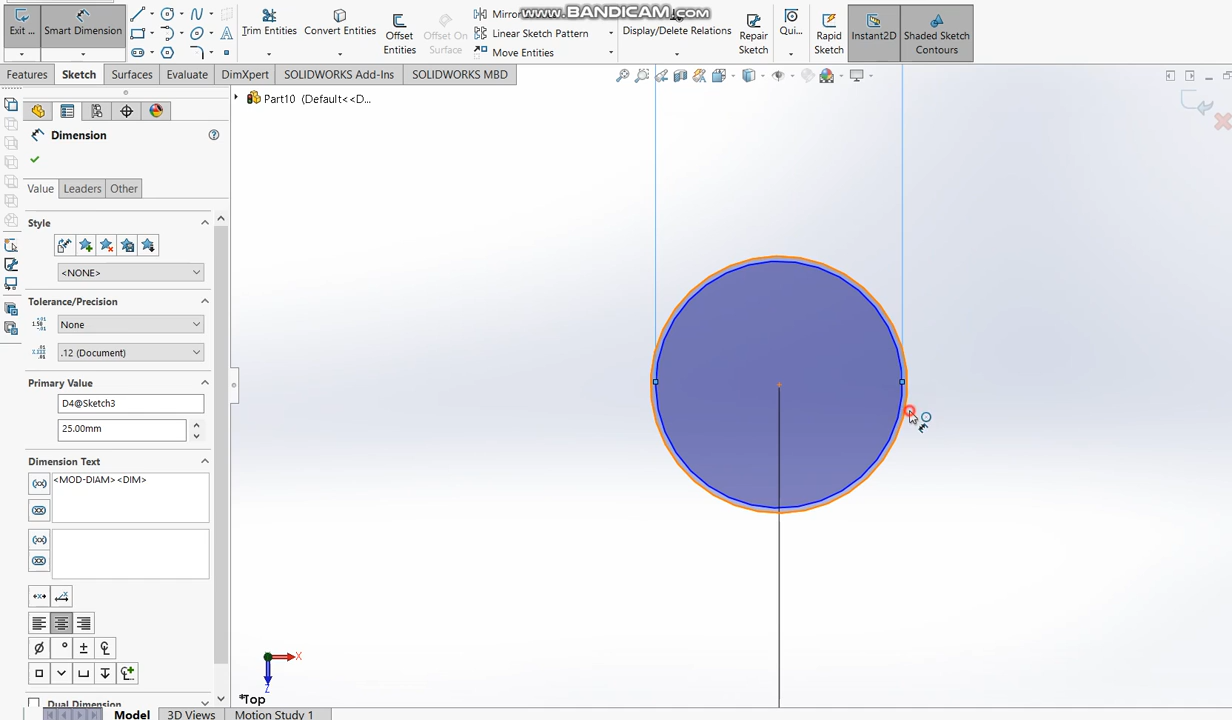 www.BANDICAM.com
Exit ...
Smart Dimension
Trim Entities
Convert Entities
Offset Entities
Offset On Surface
Mirror
Linear Sketch Pattern
Move Entities
Display/Delete Relations
Repair Sketch
Qui...
Rapid Sketch
Instant2D
Shaded Sketch Contours
Features
Sketch
Surfaces
Evaluate
DimXpert
SOLIDWORKS Add-Ins
SOLIDWORKS MBD
Part10 (Default<<D...
Dimension
Value
Leaders
Other
Style
<NONE>
Tolerance/Precision
None
.12 (Document)
Primary Value
D4@Sketch3
25.00mm
Dimension Text
<MOD-DIAM><DIM>
Dual Dimension
X
Z
*Top
Model
3D Views
Motion Study 1